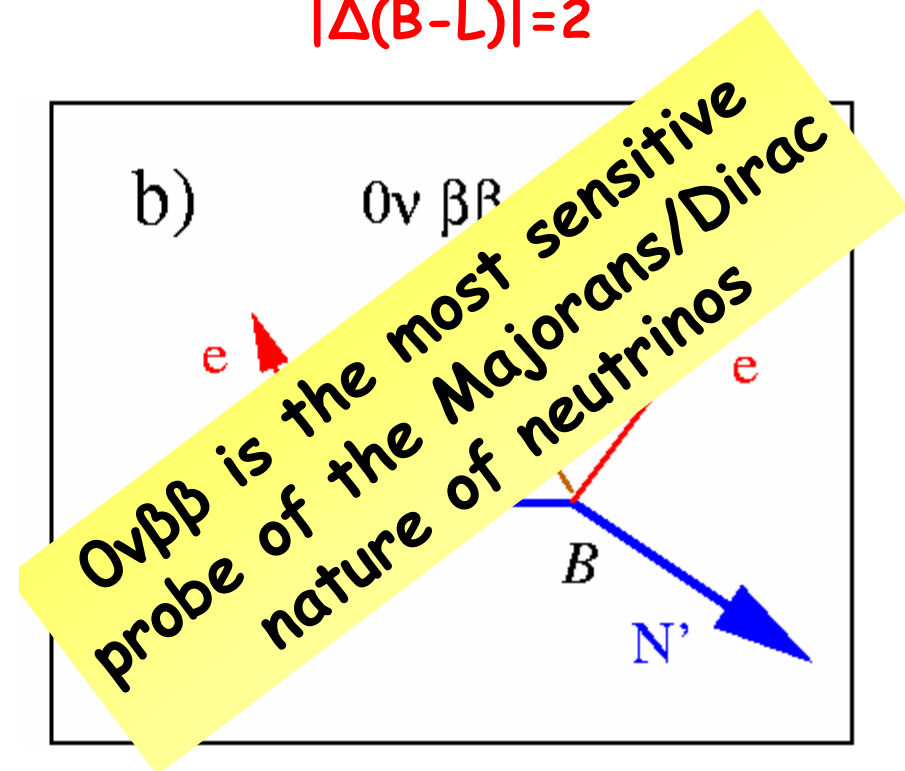 |Δ(B-L)|=2
b) 0ν ββ
e
e
0νββ is the most sensitive
probe of the Majorans/Dirac
nature of neutrinos
B
N’